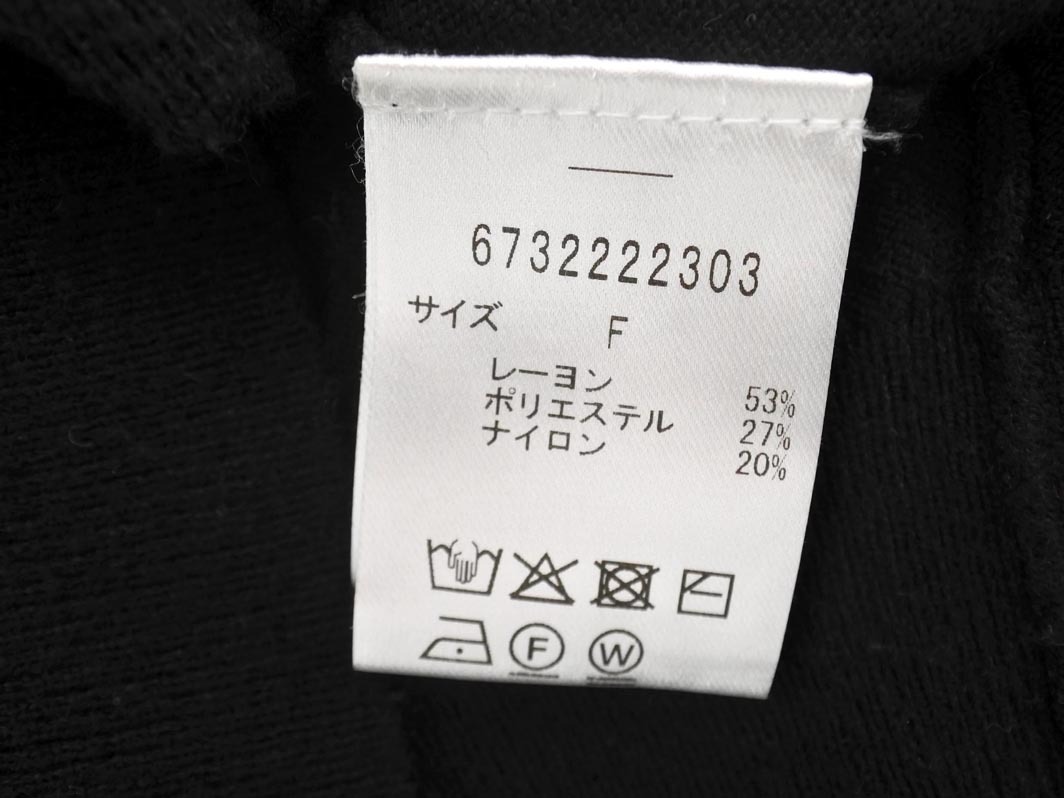 6732222303
サイズ F
レーヨン 53%
ポリエステル 27%
ナイロン 20%
F W